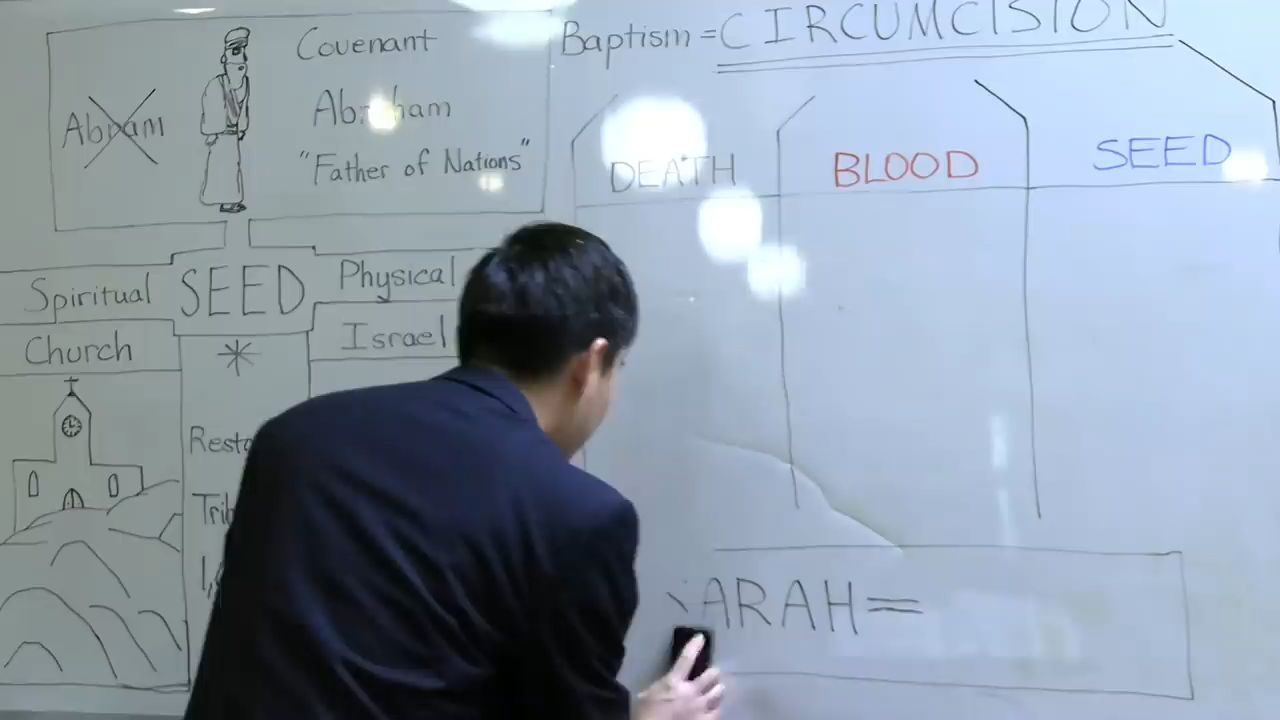 Covenant
Abram
Abraham
"Father of Nations"
Baptism = CIRCUMCISION
DEATH
BLOOD
SEED
Spiritual
SEED
Physical
Church
Israel
ARAH=